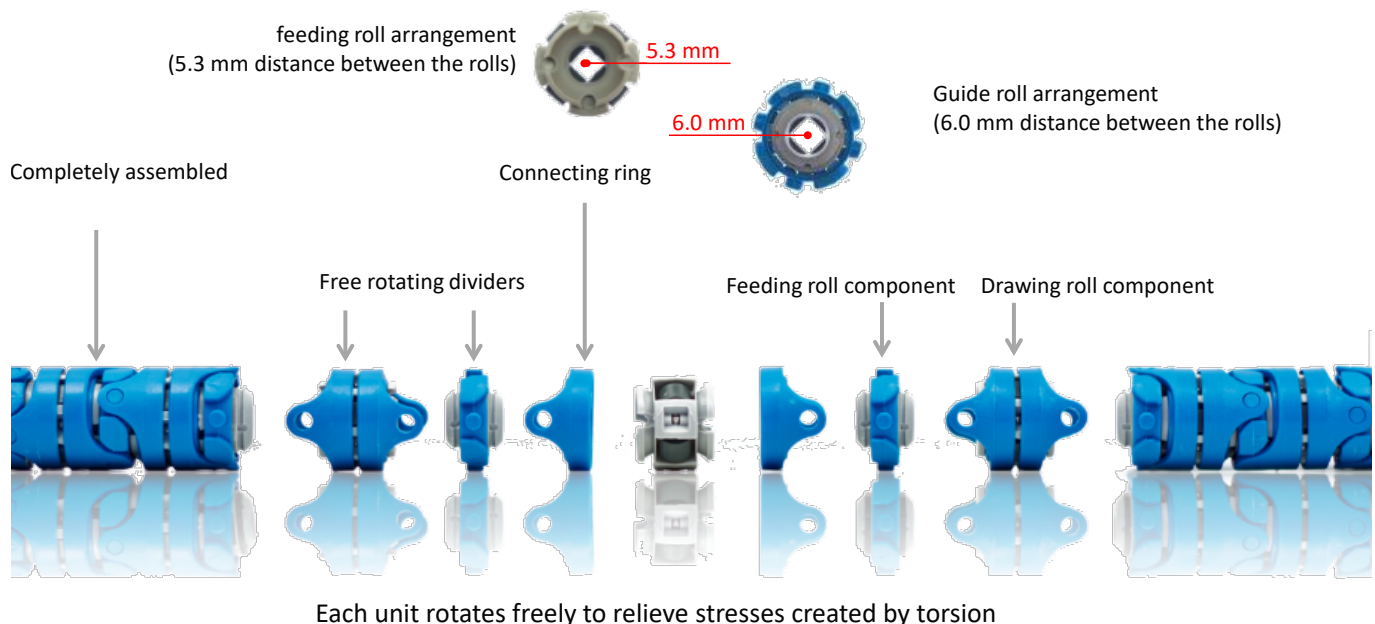 feeding roll arrangement
(5.3 mm distance between the rolls)
5.3 mm
6.0 mm
Guide roll arrangement
(6.0 mm distance between the rolls)
Completely assembled
Connecting ring
Free rotating dividers
Feeding roll component
Drawing roll component
Each unit rotates freely to relieve stresses created by torsion